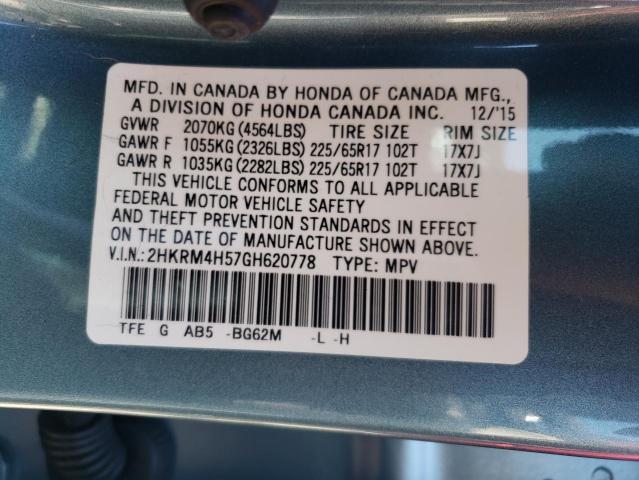 MFD. IN CANADA BY HONDA OF CANADA MFG.,
A DIVISION OF HONDA CANADA INC. 12/'15
GVWR 2070KG(4564LBS) TIRE SIZE RIM SIZE
GAWR F 1055KG(2326LBS) 225/65R17 102T 17X7J
GAWR R 1035KG(2282LBS) 225/65R17 102T 17X7J
THIS VEHICLE CONFORMS TO ALL APPLICABLE
FEDERAL MOTOR VEHICLE SAFETY
AND THEFT PREVENTION STANDARDS IN EFFECT
ON THE DATE OF MANUFACTURE SHOWN ABOVE.
V.I.N.: 2HKRM4H57GH620778 TYPE: MPV
TFE G AB5 -BG62M -L -H